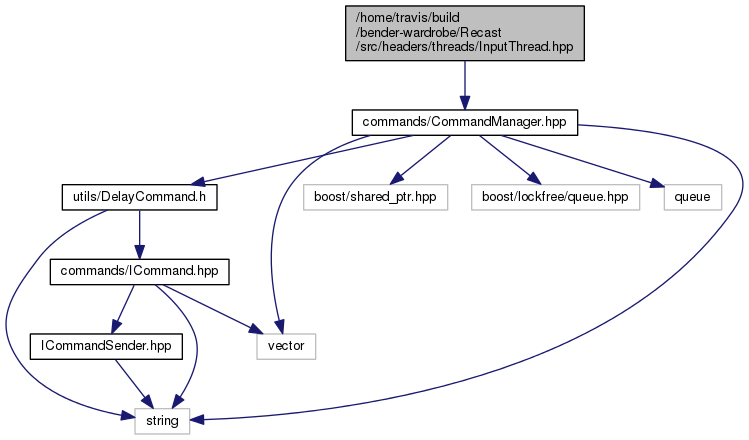 /home/travis/build
/bender-wardrobe/Recast
/src/headers/threads/InputThread.hpp
commands/CommandManager.hpp
utils/DelayCommand.h
boost/shared_ptr.hpp
boost/lockfree/queue.hpp
queue
commands/ICommand.hpp
ICommandSender.hpp
vector
string